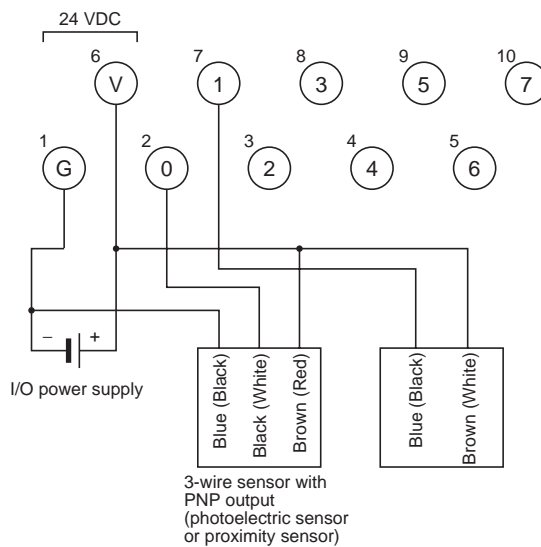 24 VDC
6 7 8 9 10
V 1 3 5 7
1 2 3 4 5
G 0 2 4 6
– +
I/O power supply
Blue (Black)
Black (White)
Brown (Red)
Blue (Black)
Brown (White)
3-wire sensor with
PNP output
(photoelectric sensor
or proximity sensor)